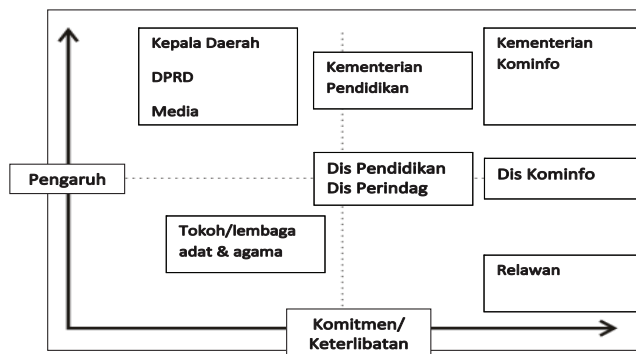 Kepala Daerah
DPRD
Media
Kementerian
Pendidikan
Kementerian
Kominfo
Pengaruh
Dis Pendidikan
Dis Perindag
Dis Kominfo
Tokoh/lembaga
adat & agama
Relawan
Komitmen/
Keterlibatan